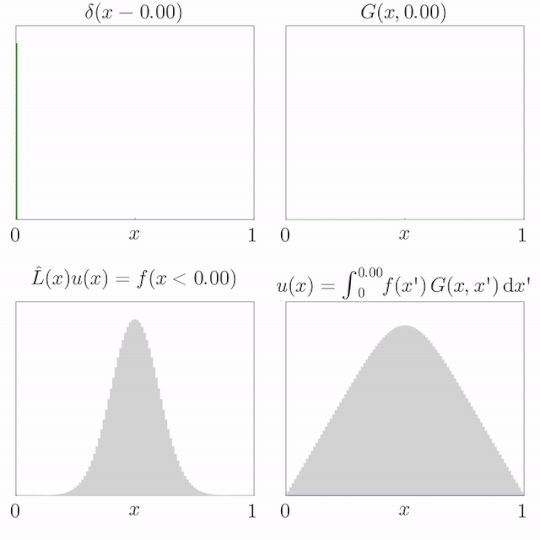 δ(x − 0.00)
G(x, 0.00)
0 x 1
0 x 1
L̂(x)u(x) = f(x < 0.00)
u(x) = ∫₀^0.00 f(x') G(x, x') dx'
0 x 1
0 x 1